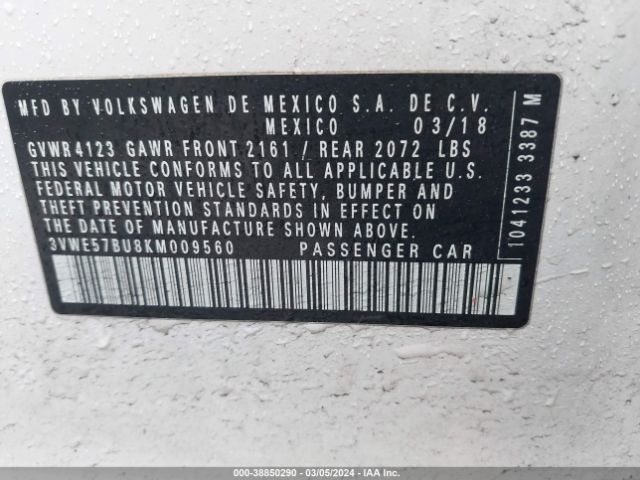 MFD BY VOLKSWAGEN DE MEXICO S.A. DE C.V.
MEXICO 03/18
GVWR 4123 GAWR FRONT 2161 / REAR 2072 LBS
THIS VEHICLE CONFORMS TO ALL APPLICABLE U.S.
FEDERAL MOTOR VEHICLE SAFETY, BUMPER AND
THEFT PREVENTION STANDARDS IN EFFECT ON
THE DATE OF MANUFACTURE SHOWN ABOVE.
3VWE57BU8KM009560 PASSENGER CAR
1041233 3387 M
000-38850290 - 03/05/2024 - IAA Inc.